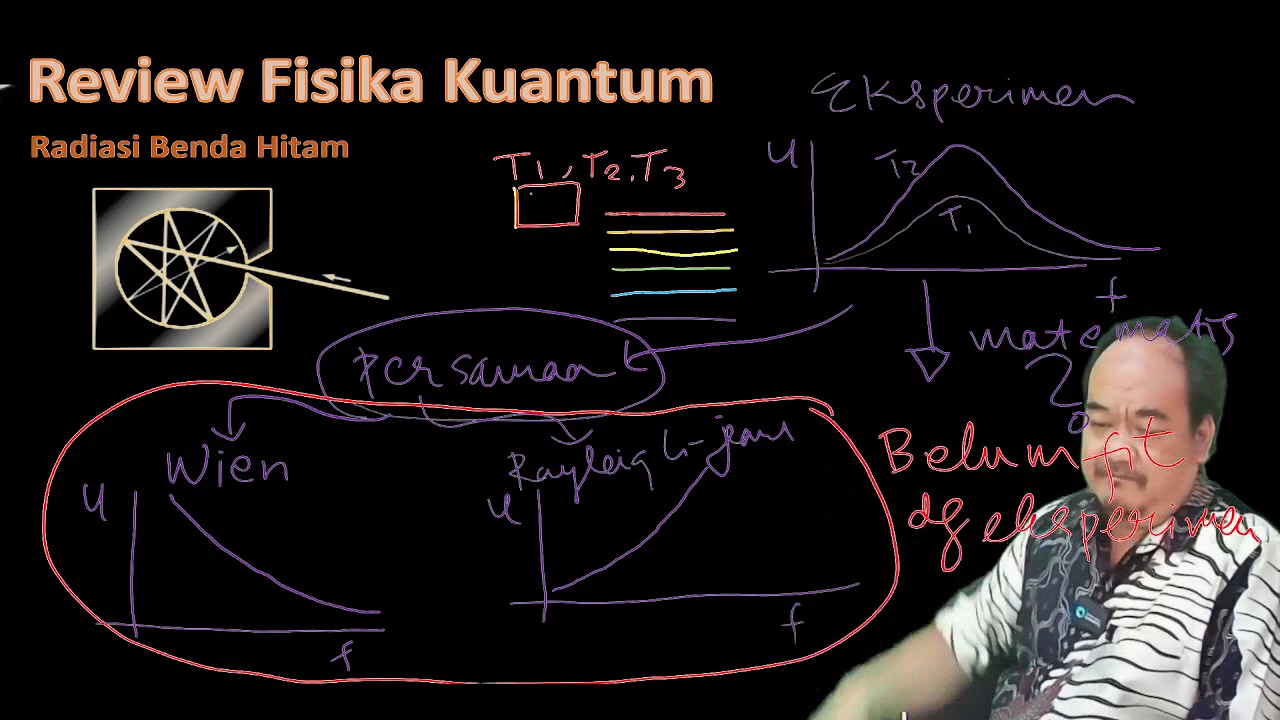 Review Fisika Kuantum
Radiasi Benda Hitam
Eksperimen
T1, T2, T3
u
T2
T1
f
matematis
?
Persamaan
Wien
Rayleigh-jeans
u
f
u
f
Belum fit
dg eksperimen